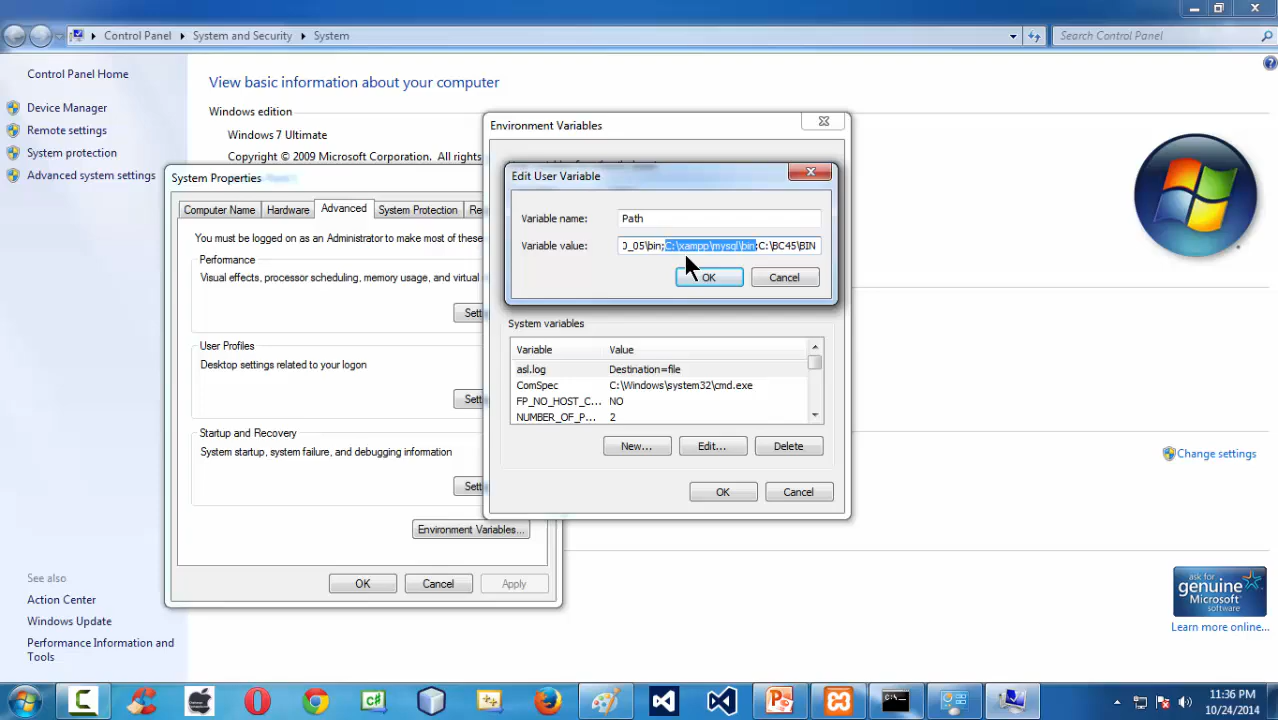 Control Panel
System and Security
System
Search Control Panel
Control Panel Home
Device Manager
Remote settings
System protection
Advanced system settings
View basic information about your computer
Windows edition
Windows 7 Ultimate
Copyright © 2009 Microsoft Corporation. All rights
System Properties
Computer Name
Hardware
Advanced
System Protection
Re
You must be logged on as an Administrator to make most of these
Performance
Visual effects, processor scheduling, memory usage, and virtual
Sett
User Profiles
Desktop settings related to your logon
Sett
Startup and Recovery
System startup, system failure, and debugging information
Sett
Environment Variables...
OK
Cancel
Apply
Environment Variables
Edit User Variable
Variable name:
Path
Variable value:
0_05\bin;C:\xampp\mysql\bin;C:\BC45\BIN
OK
Cancel
System variables
Variable
Value
asl.log
Destination=file
ComSpec
C:\Windows\system32\cmd.exe
FP_NO_HOST_C...
NO
NUMBER_OF_P...
2
New...
Edit...
Delete
OK
Cancel
Change settings
See also
Action Center
Windows Update
Performance Information and
Tools
ask for
genuine
Microsoft
software
Learn more online...
11:36 PM
10/24/2014